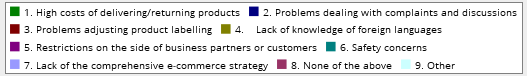 1. High costs of delivering/returning products 2. Problems dealing with complaints and discussions
3. Problems adjusting product labelling 4. Lack of knowledge of foreign languages
5. Restrictions on the side of business partners or customers 6. Safety concerns
7. Lack of the comprehensive e-commerce strategy 8. None of the above 9. Other